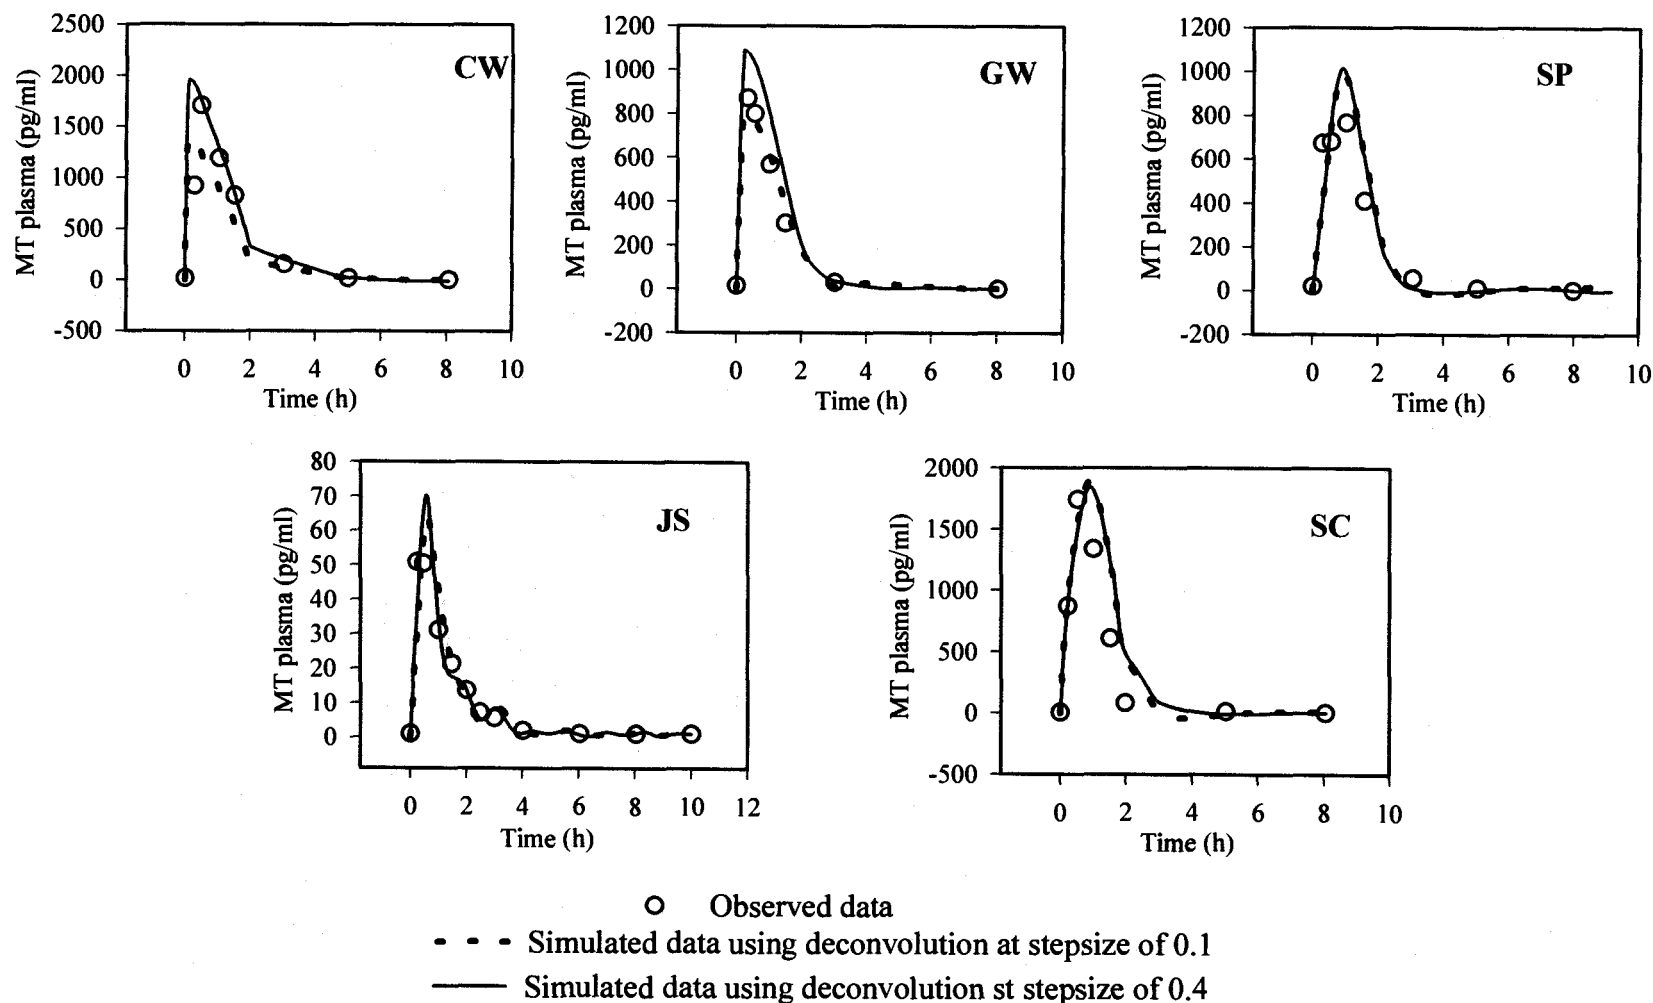 CW
MT plasma (pg/ml)
2500
2000
1500
1000
500
0
-500
0 2 4 6 8 10
Time (h)
GW
MT plasma (pg/ml)
1200
1000
800
600
400
200
0
-200
0 2 4 6 8 10
Time (h)
SP
MT plasma (pg/ml)
1200
1000
800
600
400
200
0
-200
0 2 4 6 8 10
Time (h)
JS
MT plasma (pg/ml)
80
70
60
50
40
30
20
10
0
0 2 4 6 8 10 12
Time (h)
SC
MT plasma (pg/ml)
2000
1500
1000
500
0
-500
0 2 4 6 8 10
Time (h)
Observed data
Simulated data using deconvolution at stepsize of 0.1
Simulated data using deconvolution st stepsize of 0.4